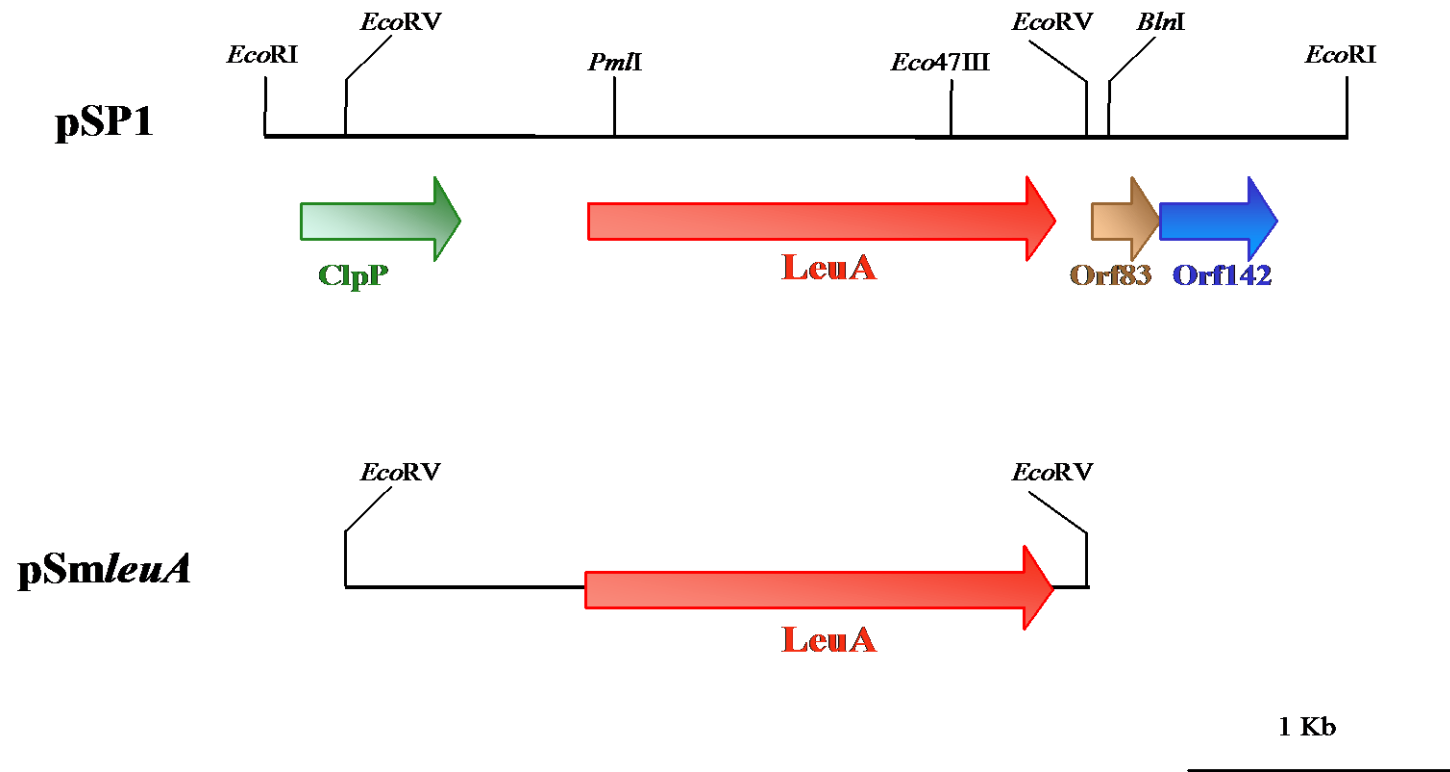 EcoRI
EcoRV
PmlI
Eco47III
EcoRV
BlnI
EcoRI
pSP1
ClpP
LeuA
Orf83
Orf142
EcoRV
EcoRV
pSmleuA
LeuA
1 Kb